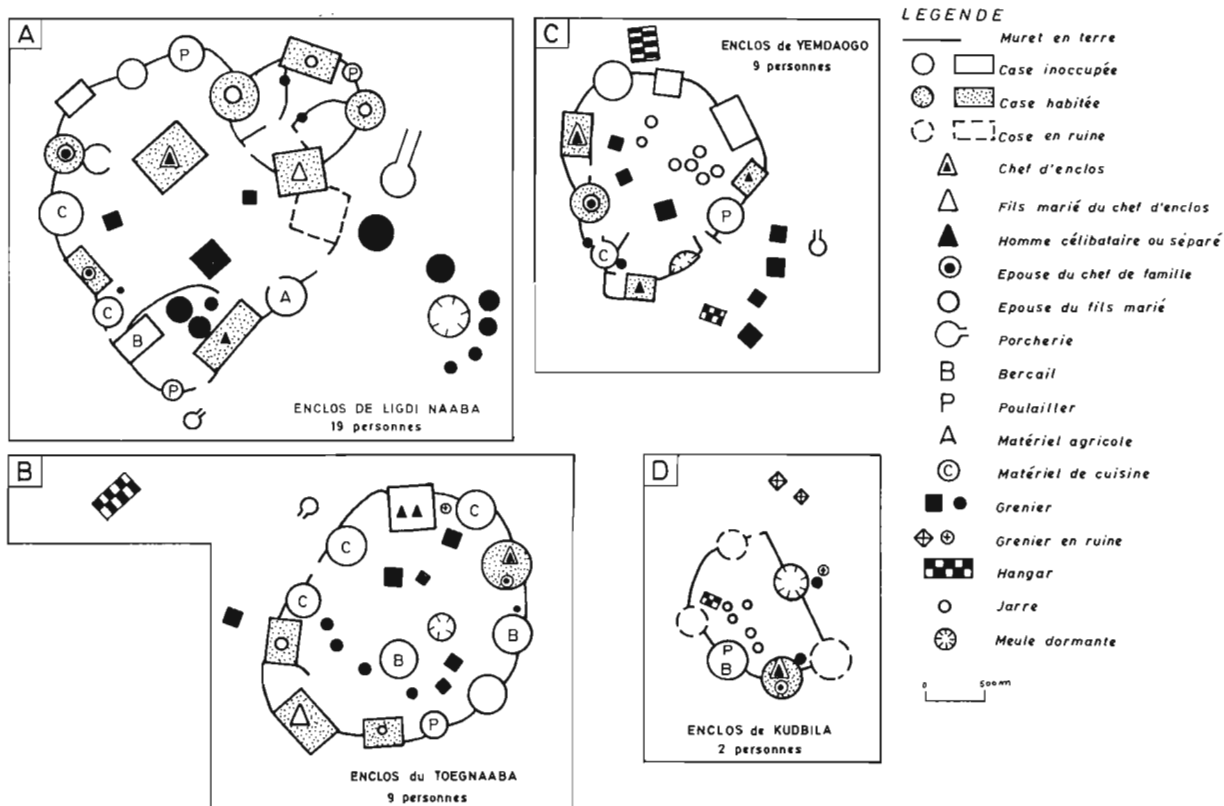 A
P
P
P
C
C
B
A
P
ENCLOS DE LIGDI NAABA
19 personnes
C
ENCLOS de YEMDAOGO
9 personnes
P
C
B
C
C
C
B
B
P
ENCLOS du TOEGNAABA
9 personnes
D
P
B
ENCLOS de KUDBILA
2 personnes
LEGENDE
Muret en terre
Case inoccupée
Case habitée
Cose en ruine
Chef d'enclos
Fils marié du chef d'enclos
Homme célibataire ou séparé
Epouse du chef de famille
Epouse du fils marié
Porcherie
B Bercail
P Poulailler
A Matériel agricole
C Matériel de cuisine
Grenier
Grenier en ruine
Hangar
Jarre
Meule dormante
0 500m